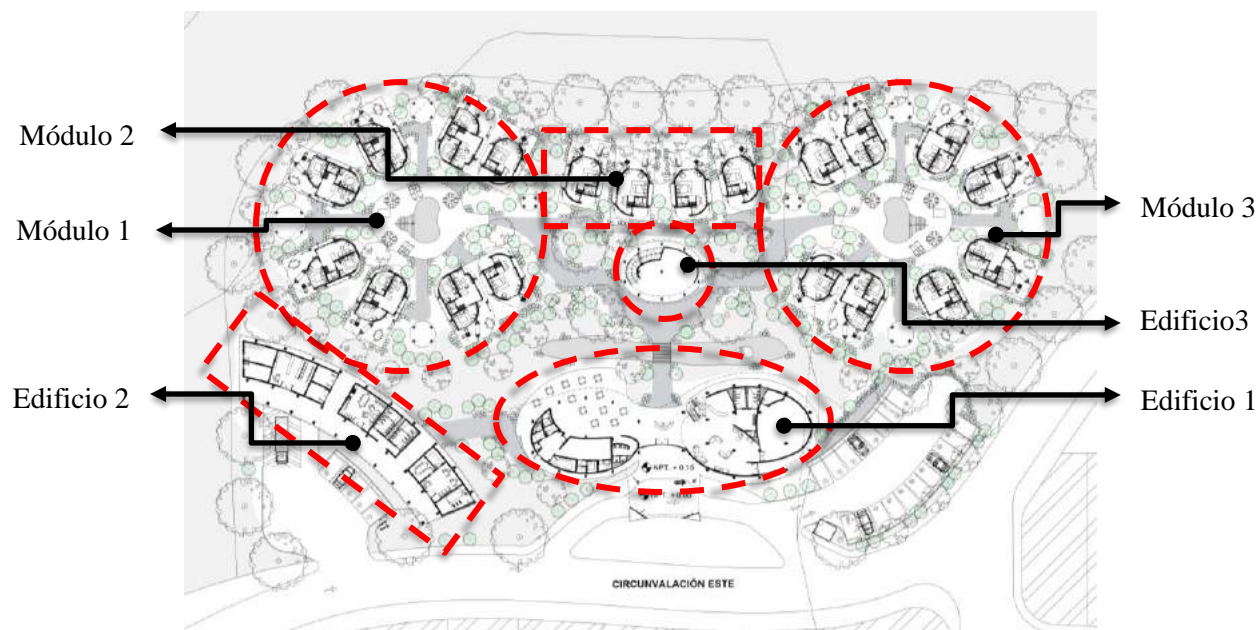 Módulo 2
Módulo 1
Módulo 3
Edificio3
Edificio 2
Edificio 1
NPT. + 0.15
CIRCUNVALACIÓN ESTE